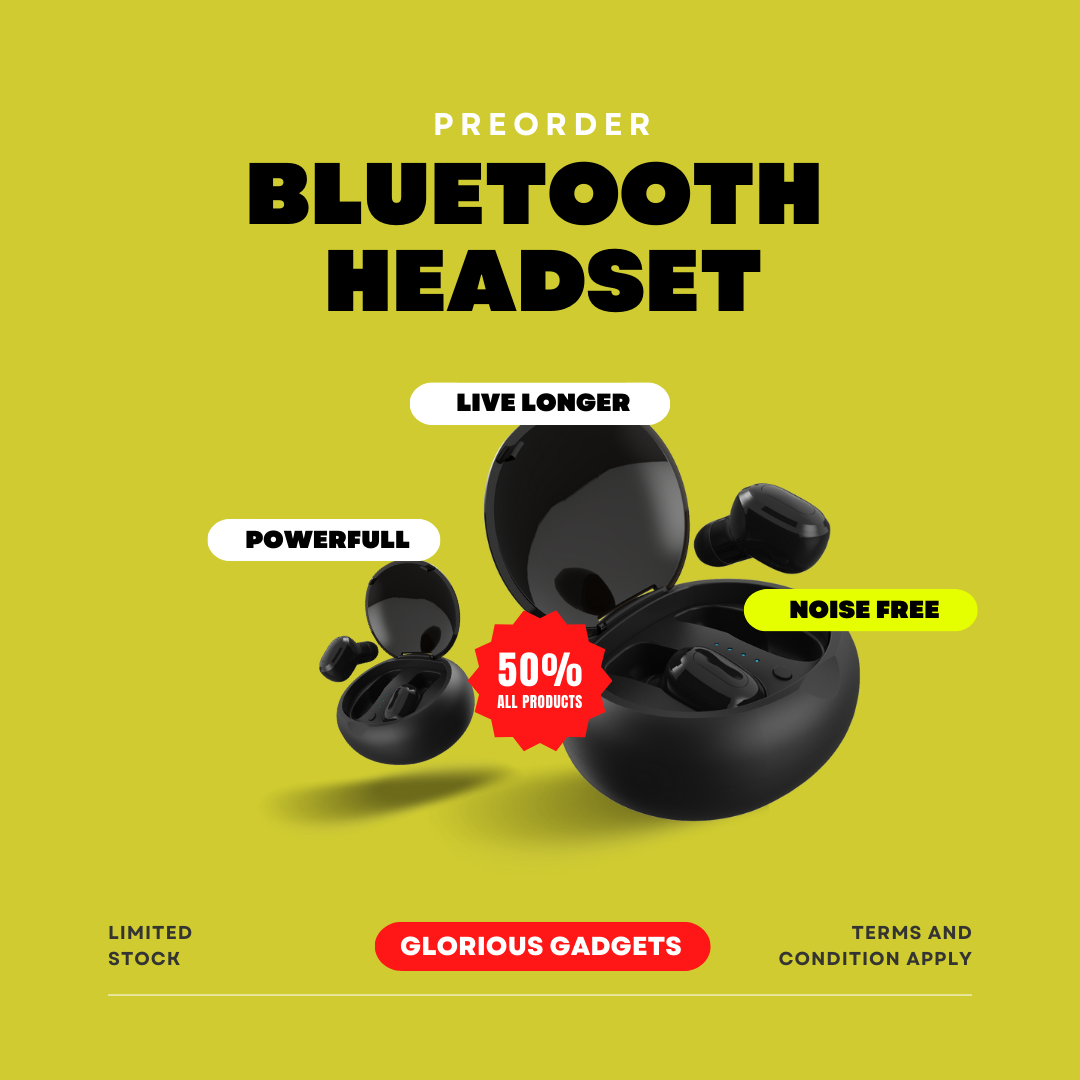 PREORDER
BLUETOOTH
HEADSET
LIVE LONGER
POWERFULL
NOISE FREE
50%
ALL PRODUCTS
LIMITED
STOCK
GLORIOUS GADGETS
TERMS AND
CONDITION APPLY